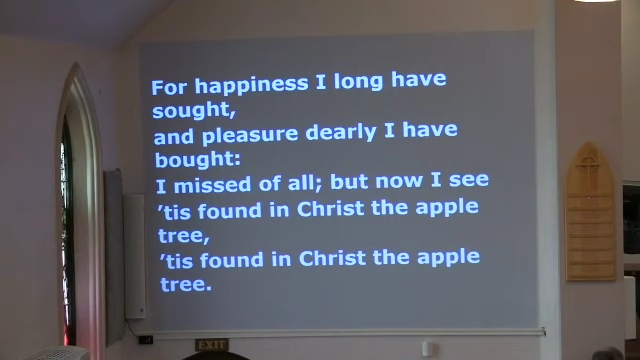 For happiness I long have
sought,
and pleasure dearly I have
bought:
I missed of all; but now I see
’tis found in Christ the apple
tree,
’tis found in Christ the apple
tree.
EXIT